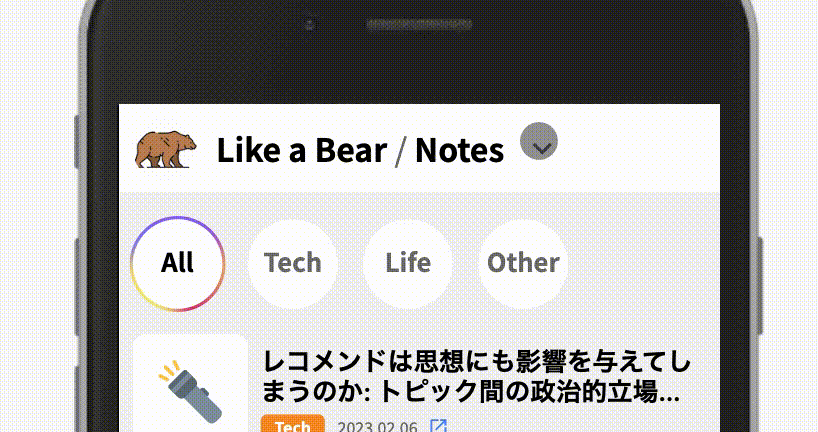 Like a Bear / Notes
All
Tech
Life
Other
レコメンドは思想にも影響を与えてし
まうのか: トピック間の政治的立場...
Tech 2023.02.06